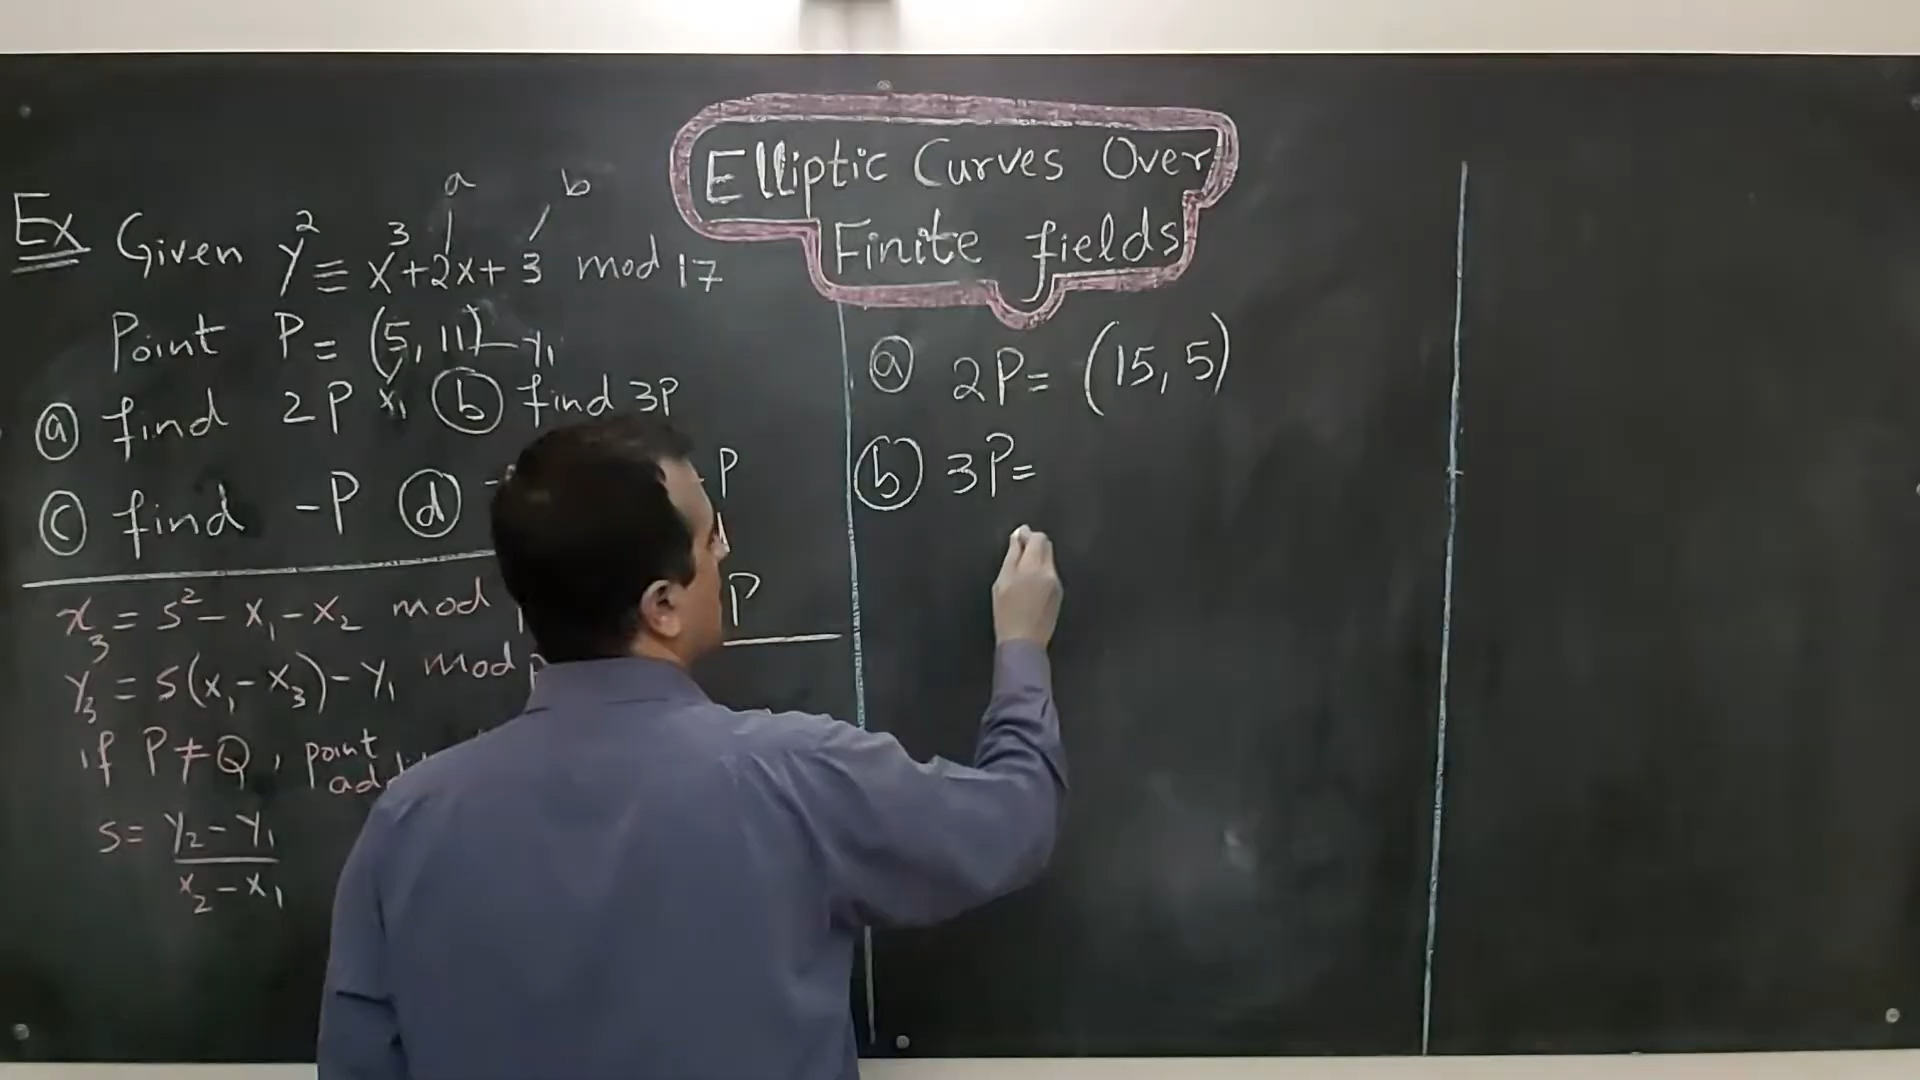 Elliptic Curves Over
Finite fields
a b
Ex Given y² ≡ x³+2x+3 mod 17
Point P = (5, 11) y₁
x₁
ⓐ find 2P ⓑ find 3P
ⓒ find -P ⓓ -P
P
x₃ = s² - x₁ - x₂ mod
y₃ = s(x₁ - x₃) - y₁ mod p
if P ≠ Q, point
s = y₂ - y₁
x₂ - x₁
ⓐ 2P = (15, 5)
ⓑ 3P =